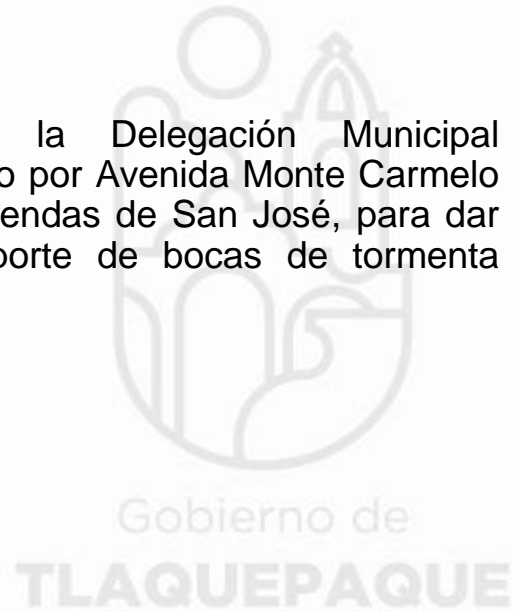 la Delegación Municipal
o por Avenida Monte Carmelo
endas de San José, para dar
porte de bocas de tormenta
Gobierno de
TLAQUEPAQUE